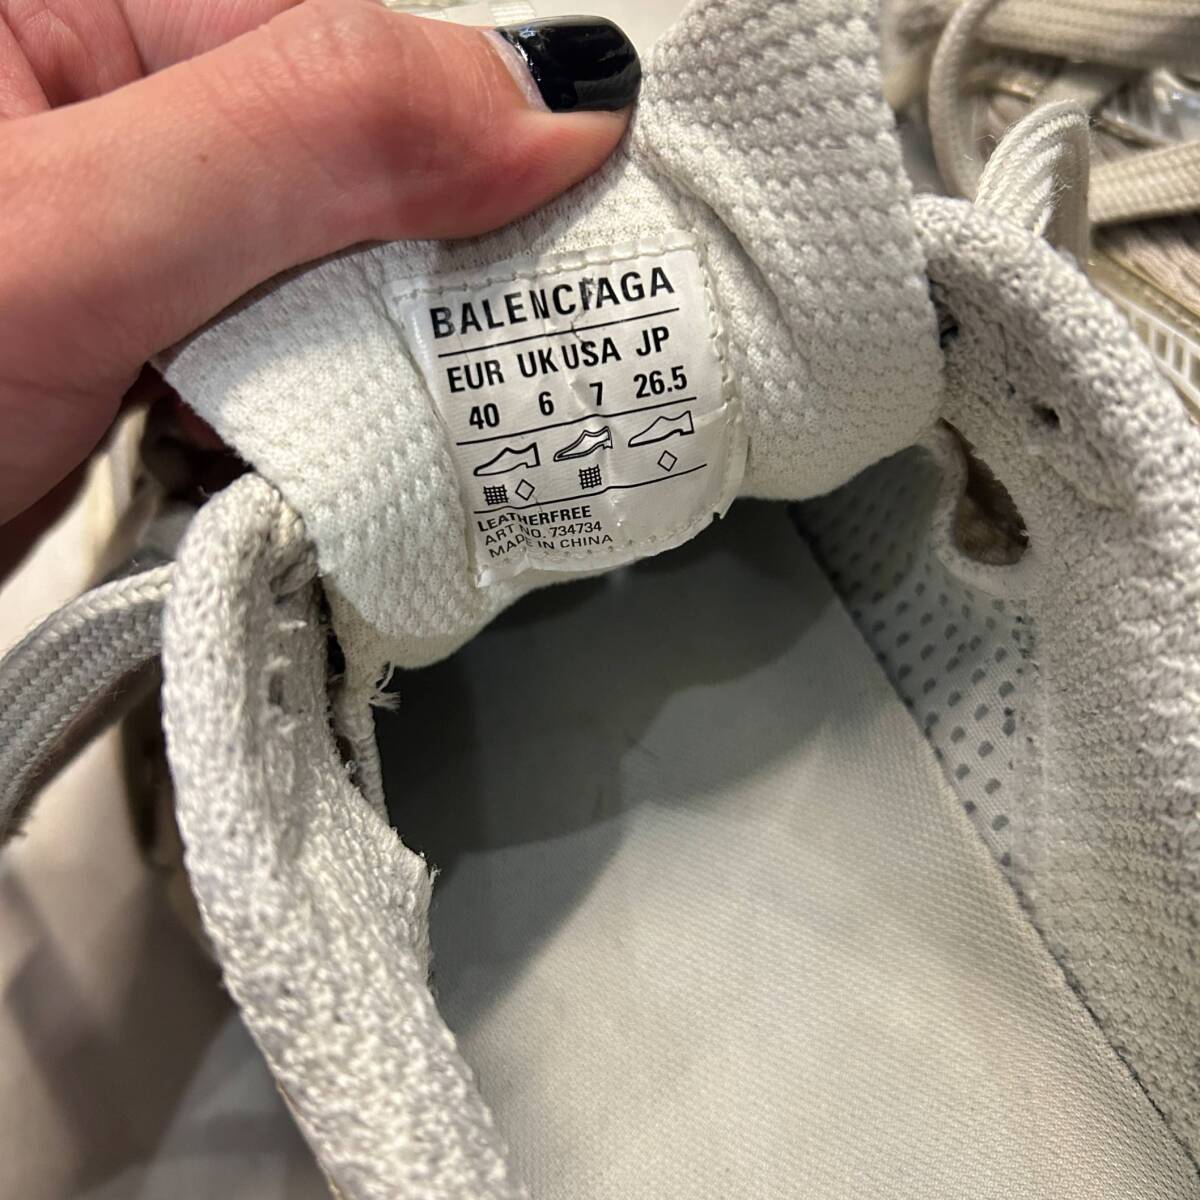 BALENCIAGA
EUR UK USA JP
40 6 7 26.5
LEATHERFREE
ART NO. 734734
MADE IN CHINA